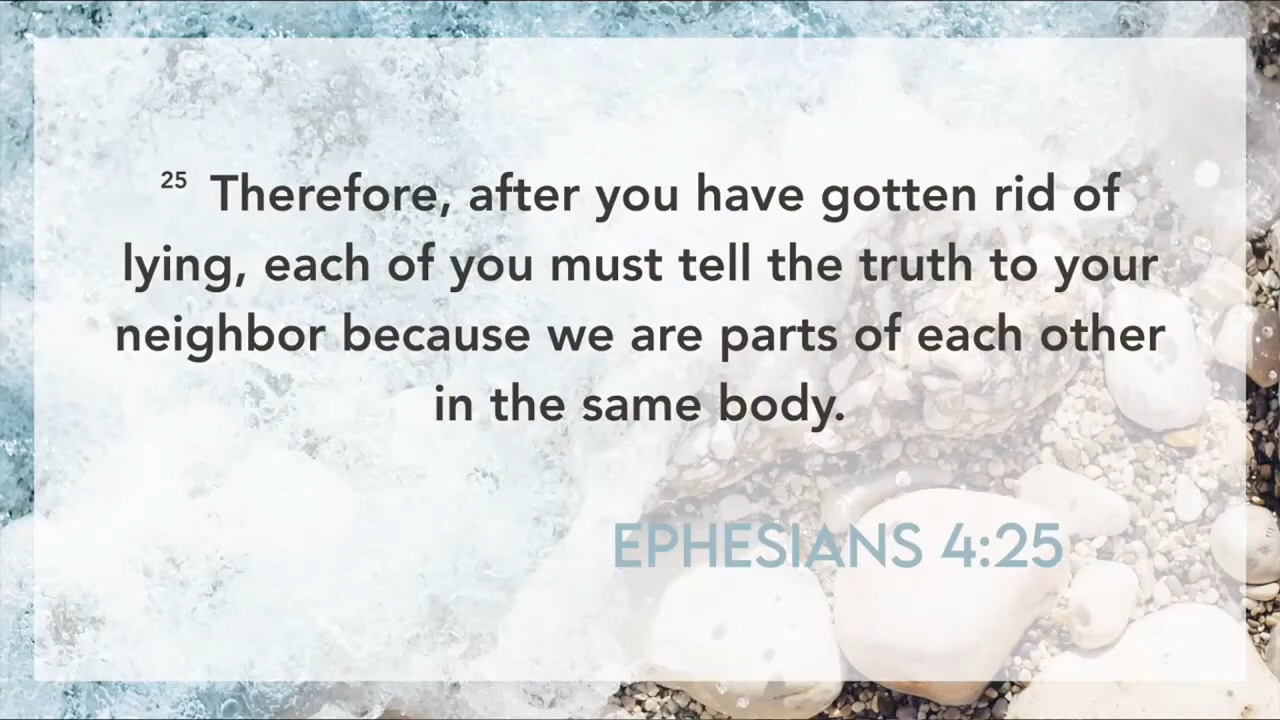 25 Therefore, after you have gotten rid of
lying, each of you must tell the truth to your
neighbor because we are parts of each other
in the same body.
EPHESIANS 4:25